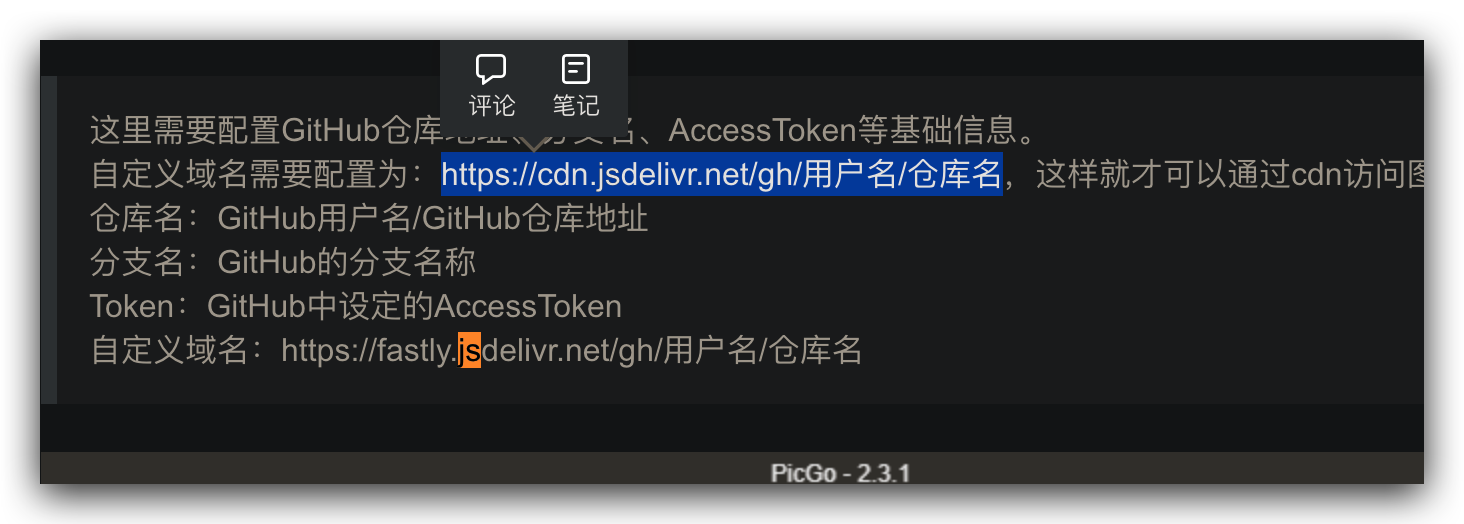 评论 笔记
这里需要配置GitHub仓库地址、分支名、AccessToken等基础信息。
自定义域名需要配置为：https://cdn.jsdelivr.net/gh/用户名/仓库名，这样就才可以通过cdn访问图
仓库名：GitHub用户名/GitHub仓库地址
分支名：GitHub的分支名称
Token：GitHub中设定的AccessToken
自定义域名：https://fastly.jsdelivr.net/gh/用户名/仓库名
PicGo - 2.3.1